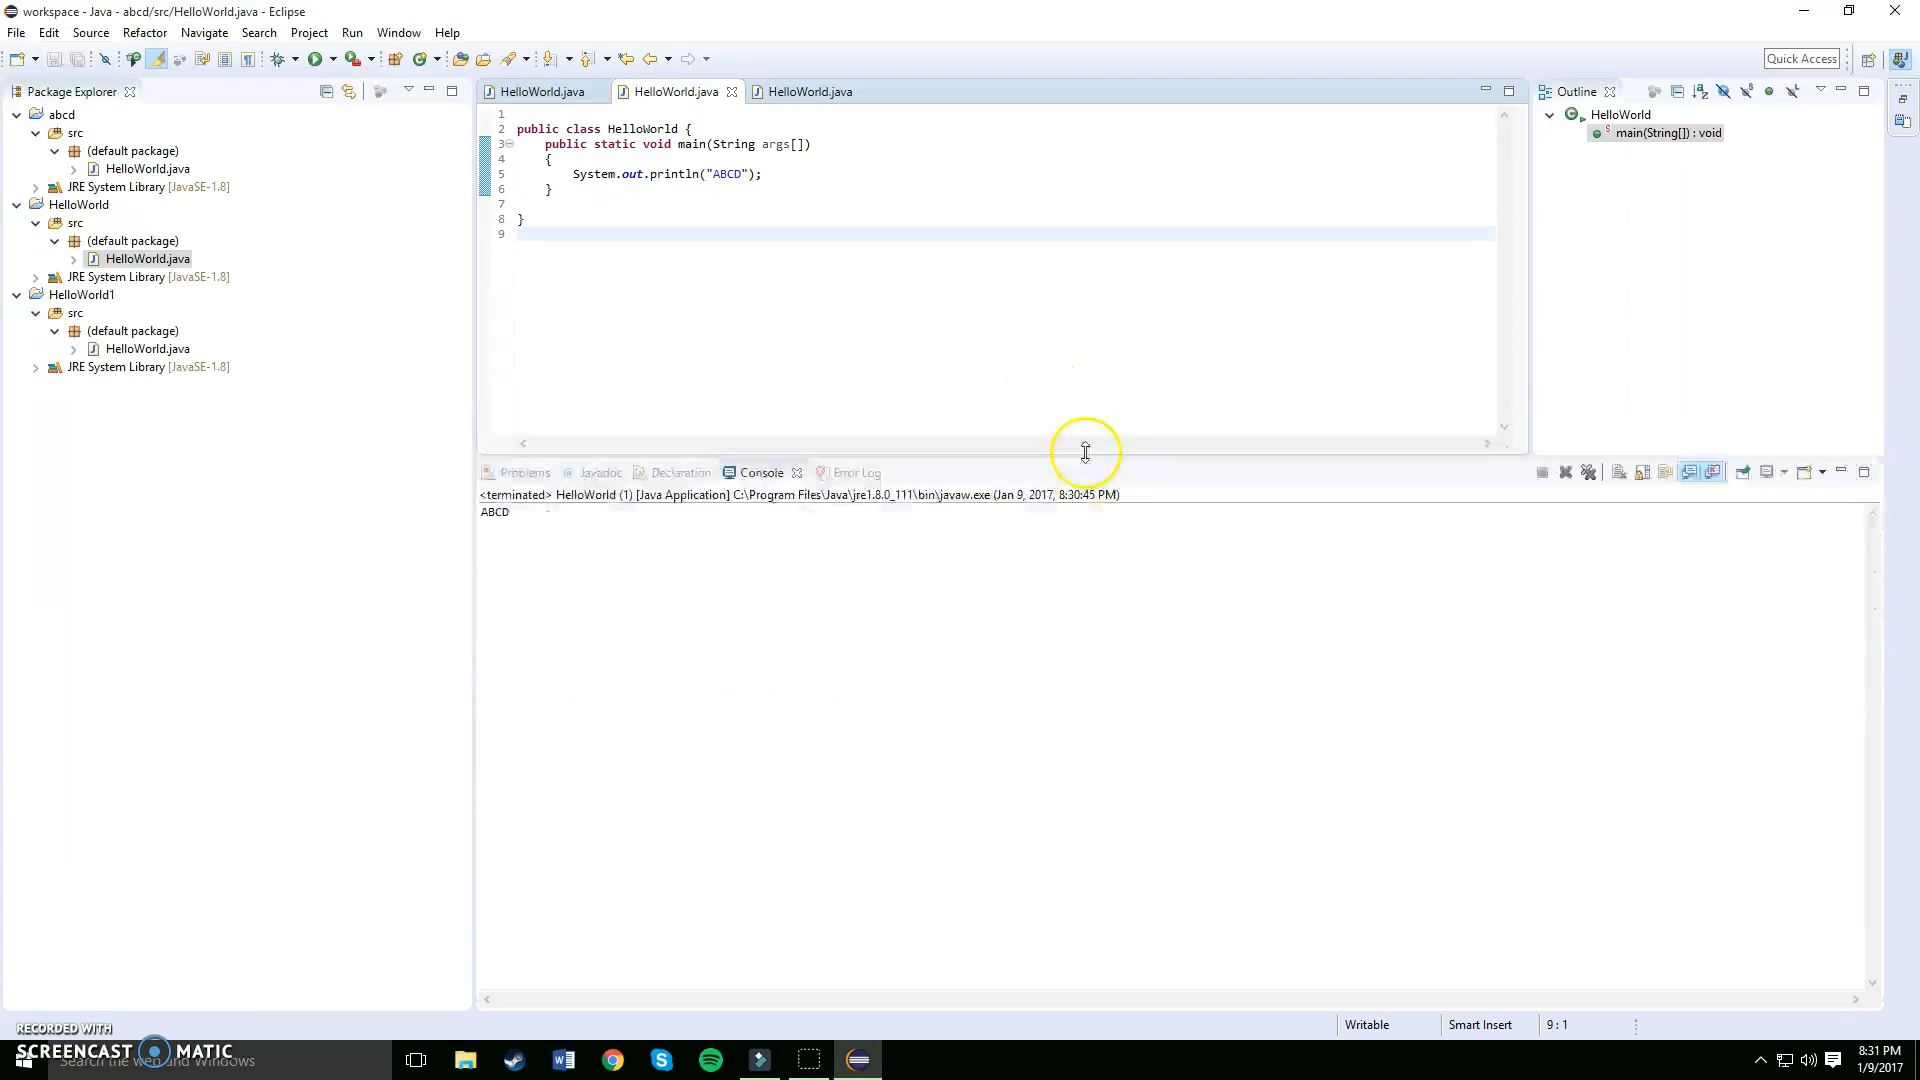 workspace - Java - abcd/src/HelloWorld.java - Eclipse
File Edit Source Refactor Navigate Search Project Run Window Help
Quick Access
Package Explorer
abcd
src
(default package)
HelloWorld.java
JRE System Library [JavaSE-1.8]
HelloWorld
src
(default package)
HelloWorld.java
JRE System Library [JavaSE-1.8]
HelloWorld1
src
(default package)
HelloWorld.java
JRE System Library [JavaSE-1.8]
HelloWorld.java HelloWorld.java HelloWorld.java
1
2 public class HelloWorld {
3 public static void main(String args[])
4 {
5 System.out.println("ABCD");
6 }
7
8 }
9
Outline
HelloWorld
main(String[]) : void
Problems @ Javadoc Declaration Console Error Log
<terminated> HelloWorld (1) [Java Application] C:\Program Files\Java\jre1.8.0_111\bin\javaw.exe (Jan 9, 2017, 8:30:45 PM)
ABCD
Writable Smart Insert 9 : 1
RECORDED WITH
SCREENCAST MATIC
Search the web and Windows
8:31 PM
1/9/2017